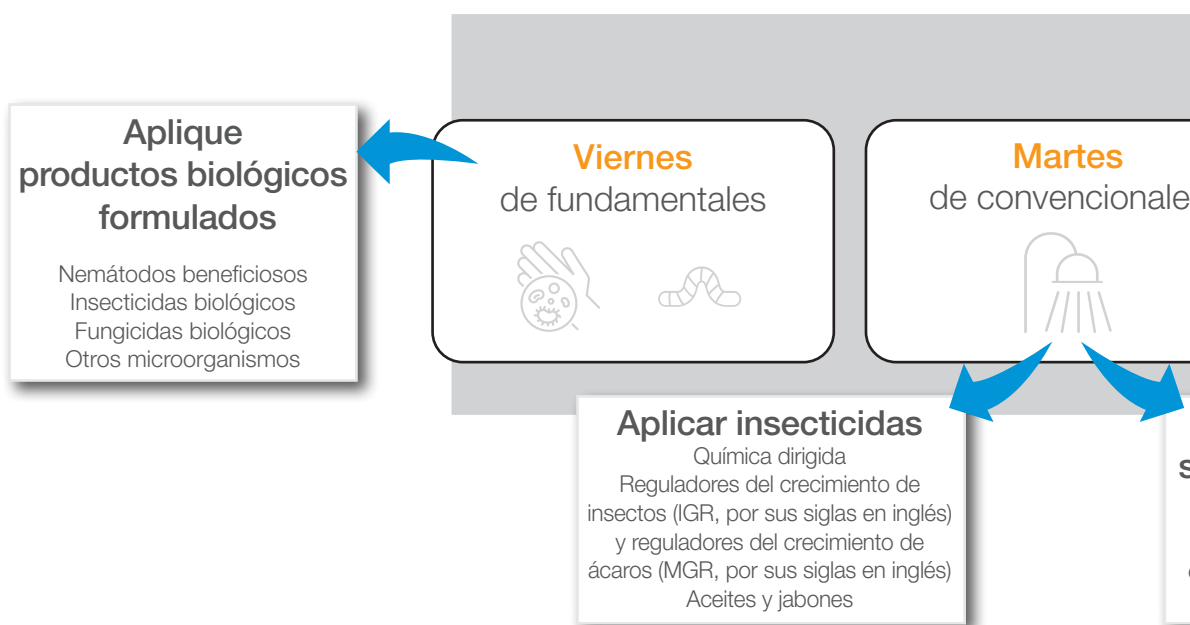 Aplique
productos biológicos
formulados
Nemátodos beneficiosos
Insecticidas biológicos
Fungicidas biológicos
Otros microorganismos
Viernes
de fundamentales
Martes
de convencionale
Aplicar insecticidas
Química dirigida
Reguladores del crecimiento de
insectos (IGR, por sus siglas en inglés)
y reguladores del crecimiento de
ácaros (MGR, por sus siglas en inglés)
Aceites y jabones